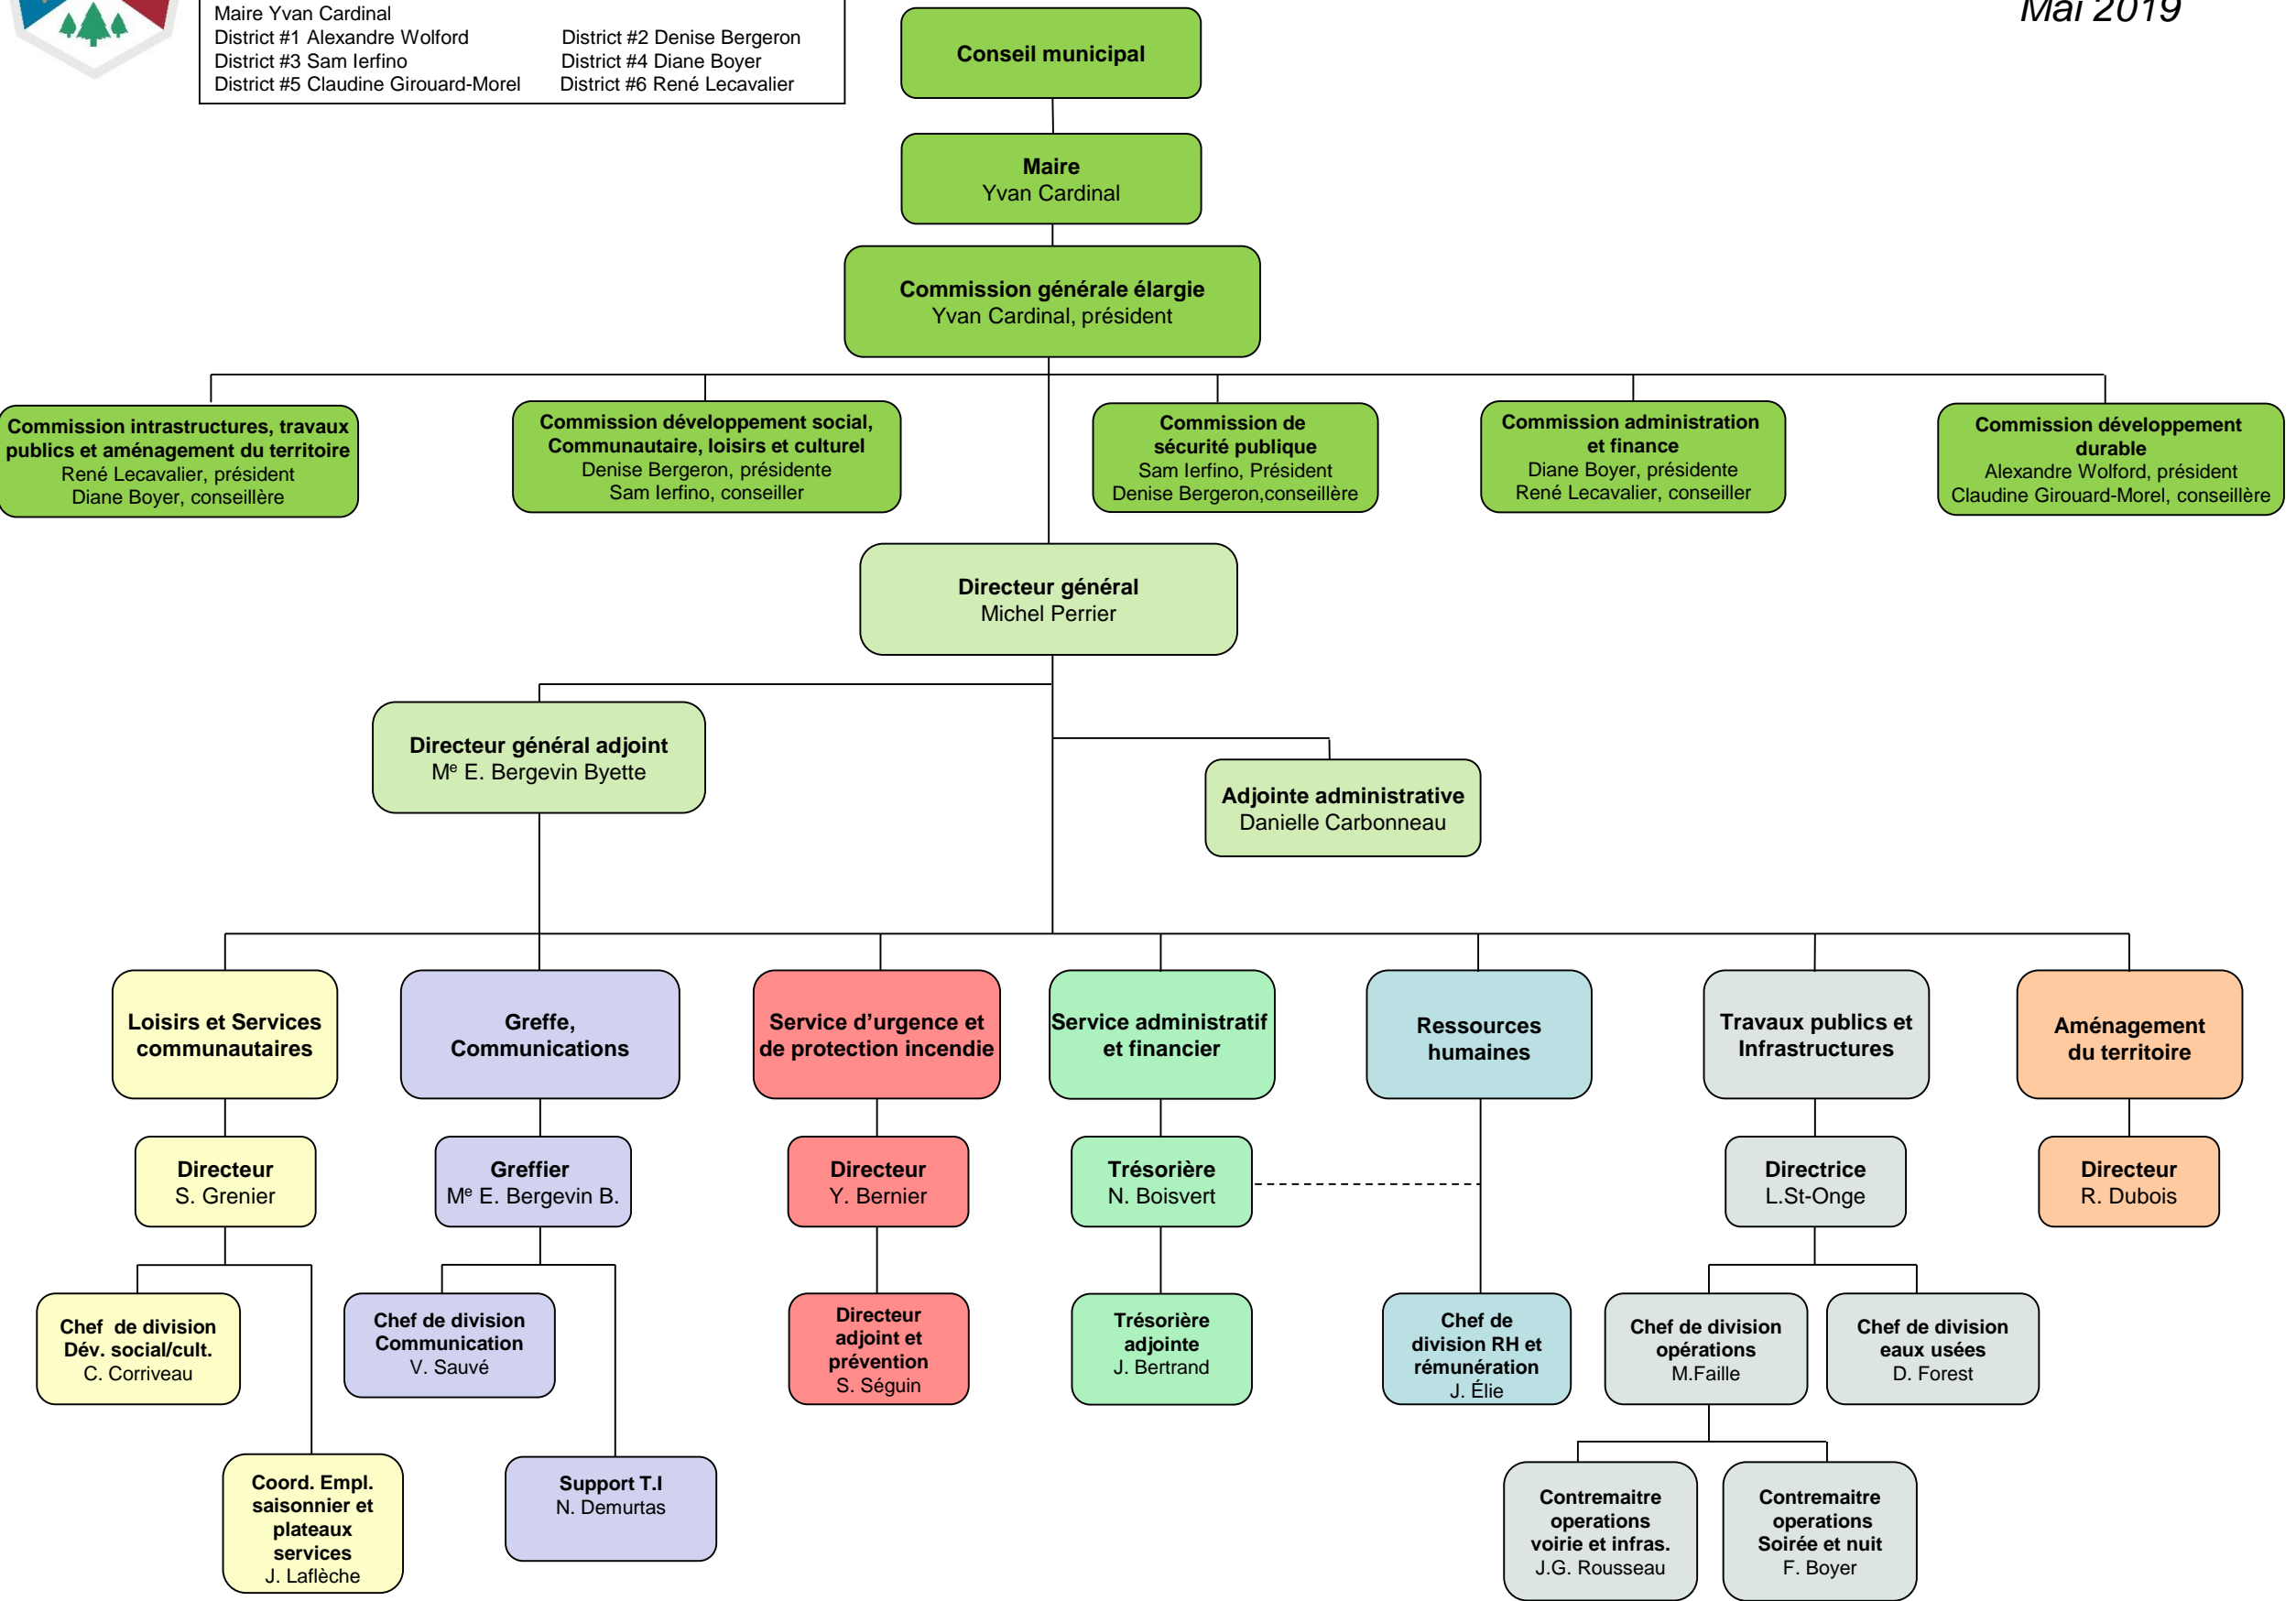 Mai 2019
Maire Yvan Cardinal
District #1 Alexandre Wolford District #2 Denise Bergeron
District #3 Sam Ierfino District #4 Diane Boyer
District #5 Claudine Girouard-Morel District #6 René Lecavalier
Conseil municipal
Maire
Yvan Cardinal
Commission générale élargie
Yvan Cardinal, président
Commission intrastructures, travaux
publics et aménagement du territoire
René Lecavalier, président
Diane Boyer, conseillère
Commission développement social,
Communautaire, loisirs et culturel
Denise Bergeron, présidente
Sam Ierfino, conseiller
Commission de
sécurité publique
Sam Ierfino, Président
Denise Bergeron,conseillère
Commission administration
et finance
Diane Boyer, présidente
René Lecavalier, conseiller
Commission développement
durable
Alexandre Wolford, président
Claudine Girouard-Morel, conseillère
Directeur général
Michel Perrier
Directeur général adjoint
Mᵉ E. Bergevin Byette
Adjointe administrative
Danielle Carbonneau
Loisirs et Services
communautaires
Greffe,
Communications
Service d’urgence et
de protection incendie
Service administratif
et financier
Ressources
humaines
Travaux publics et
Infrastructures
Aménagement
du territoire
Directeur
S. Grenier
Greffier
Mᵉ E. Bergevin B.
Directeur
Y. Bernier
Trésorière
N. Boisvert
Directrice
L.St-Onge
Directeur
R. Dubois
Chef de division
Dév. social/cult.
C. Corriveau
Chef de division
Communication
V. Sauvé
Directeur
adjoint et
prévention
S. Séguin
Trésorière
adjointe
J. Bertrand
Chef de
division RH et
rémunération
J. Élie
Chef de division
opérations
M.Faille
Chef de division
eaux usées
D. Forest
Coord. Empl.
saisonnier et
plateaux
services
J. Laflèche
Support T.I
N. Demurtas
Contremaitre
operations
voirie et infras.
J.G. Rousseau
Contremaitre
operations
Soirée et nuit
F. Boyer